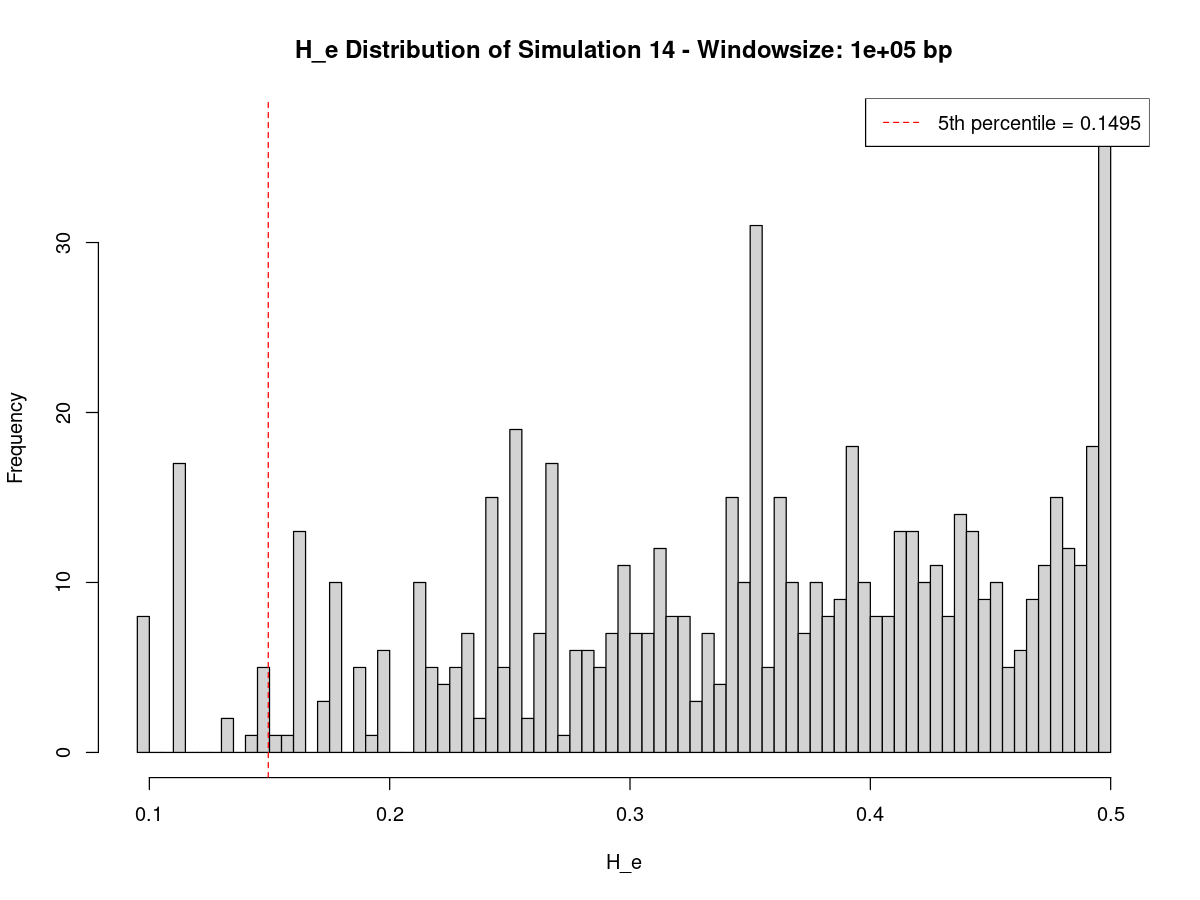 H_e Distribution of Simulation 14 - Windowsize: 1e+05 bp
5th percentile = 0.1495
Frequency
30
20
10
0
0.1 0.2 0.3 0.4 0.5
H_e